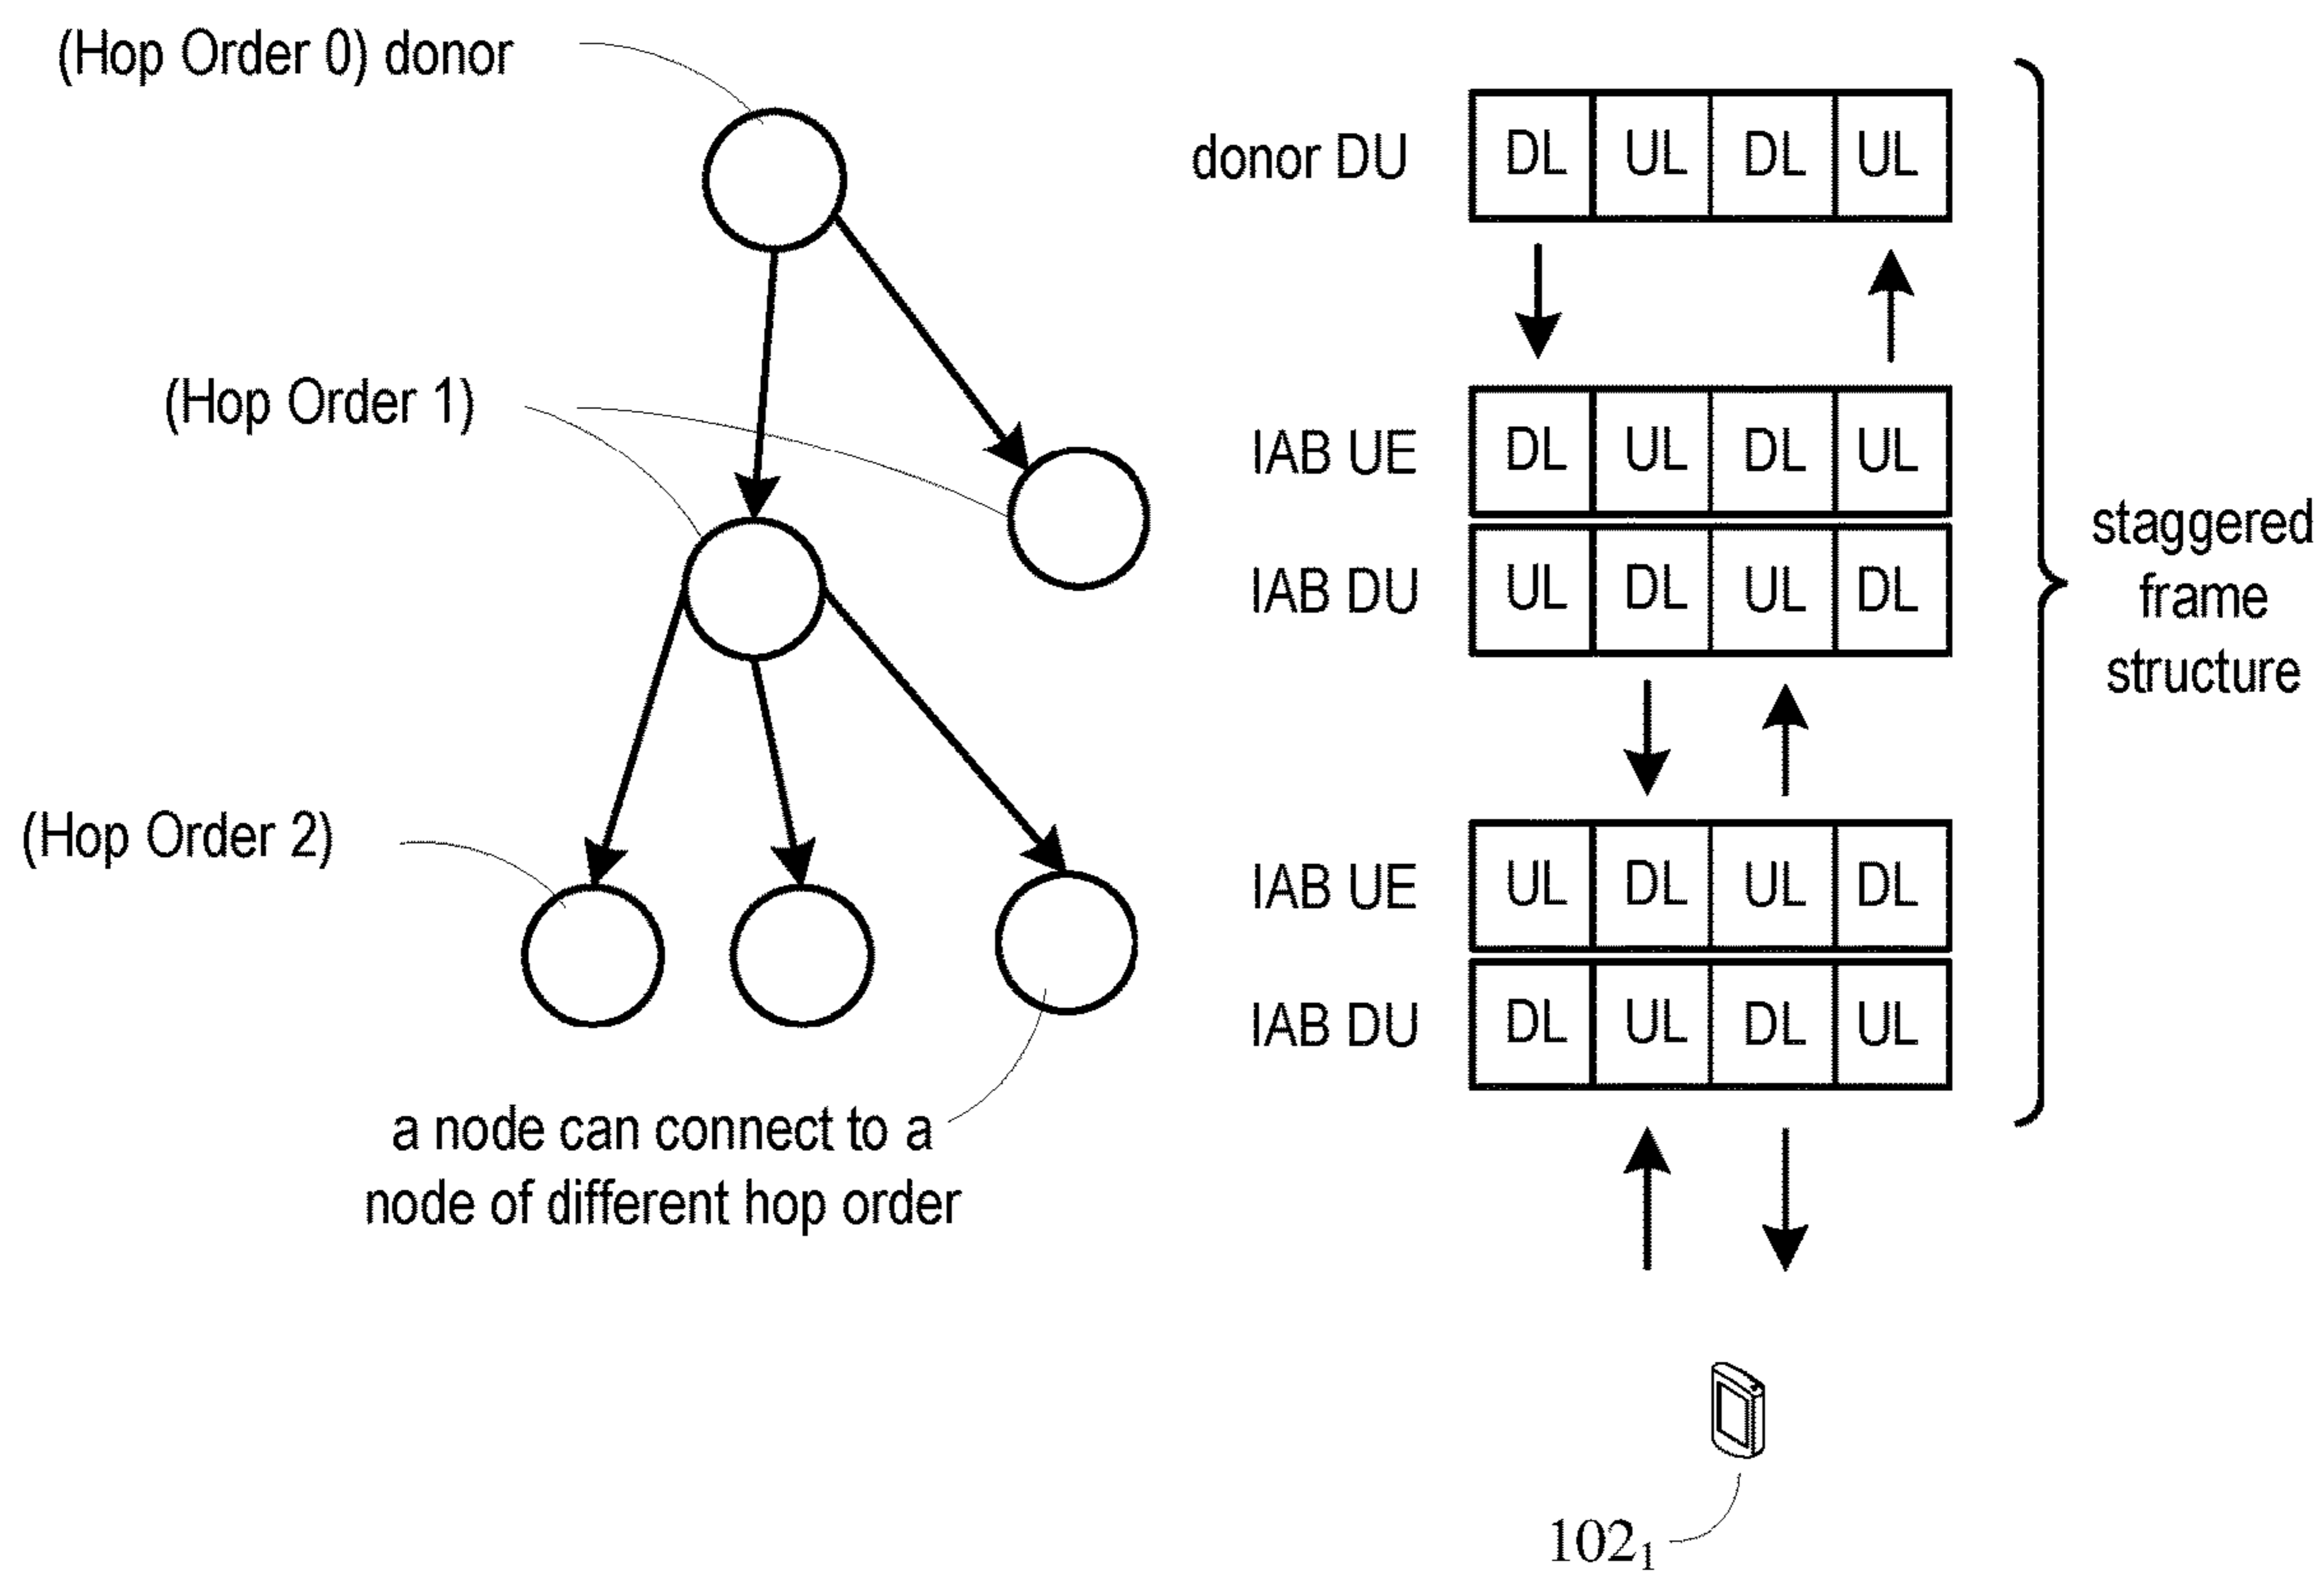 (Hop Order 0) donor
(Hop Order 1)
(Hop Order 2)
a node can connect to a
node of different hop order
donor DU DL UL DL UL
IAB UE DL UL DL UL
IAB DU UL DL UL DL
IAB UE UL DL UL DL
IAB DU DL UL DL UL
staggered
frame
structure
102₁